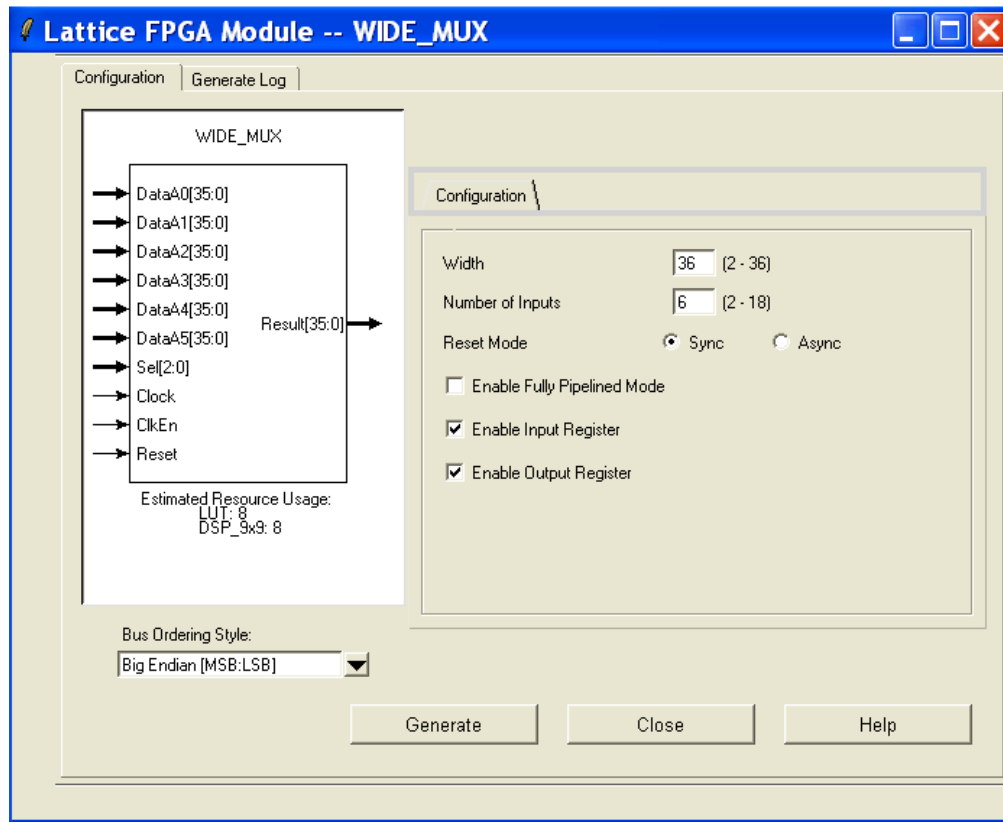 Lattice FPGA Module -- WIDE_MUX
Configuration
Generate Log
WIDE_MUX
DataA0[35:0]
DataA1[35:0]
DataA2[35:0]
DataA3[35:0]
DataA4[35:0]
DataA5[35:0]
Sel[2:0]
Clock
ClkEn
Reset
Result[35:0]
Estimated Resource Usage:
LUT: 8
DSP_9x9: 8
Bus Ordering Style:
Big Endian [MSB:LSB]
Configuration
Width 36 (2 - 36)
Number of Inputs 6 (2 - 18)
Reset Mode Sync Async
Enable Fully Pipelined Mode
Enable Input Register
Enable Output Register
Generate Close Help